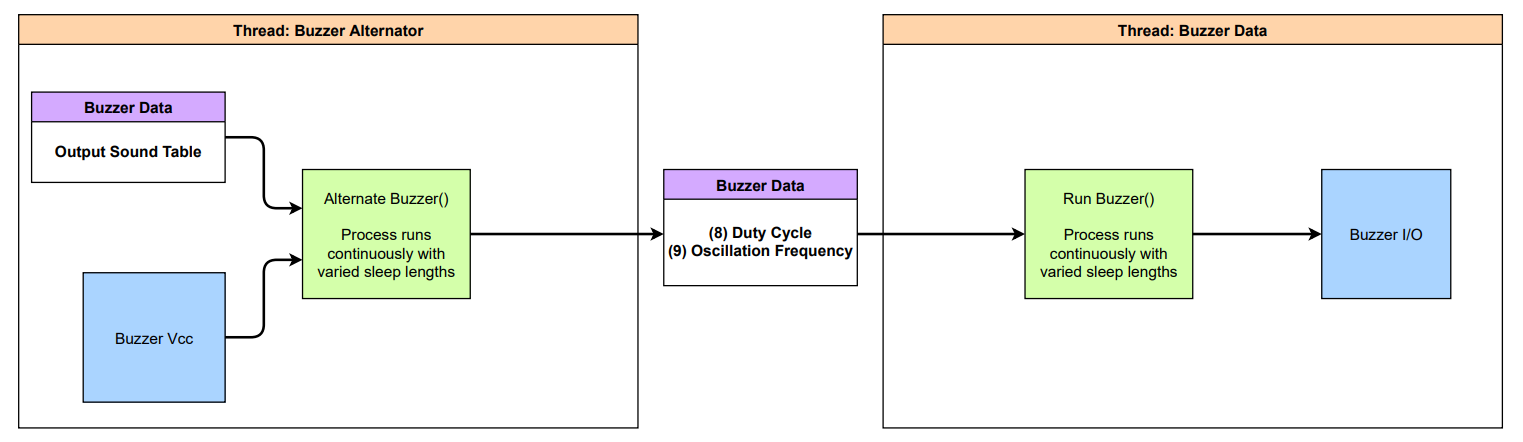 Thread: Buzzer Alternator
Buzzer Data
Output Sound Table
Buzzer Vcc
Alternate Buzzer()
Process runs
continuously with
varied sleep lengths
Buzzer Data
(8) Duty Cycle
(9) Oscillation Frequency
Thread: Buzzer Data
Run Buzzer()
Process runs
continuously with
varied sleep lengths
Buzzer I/O